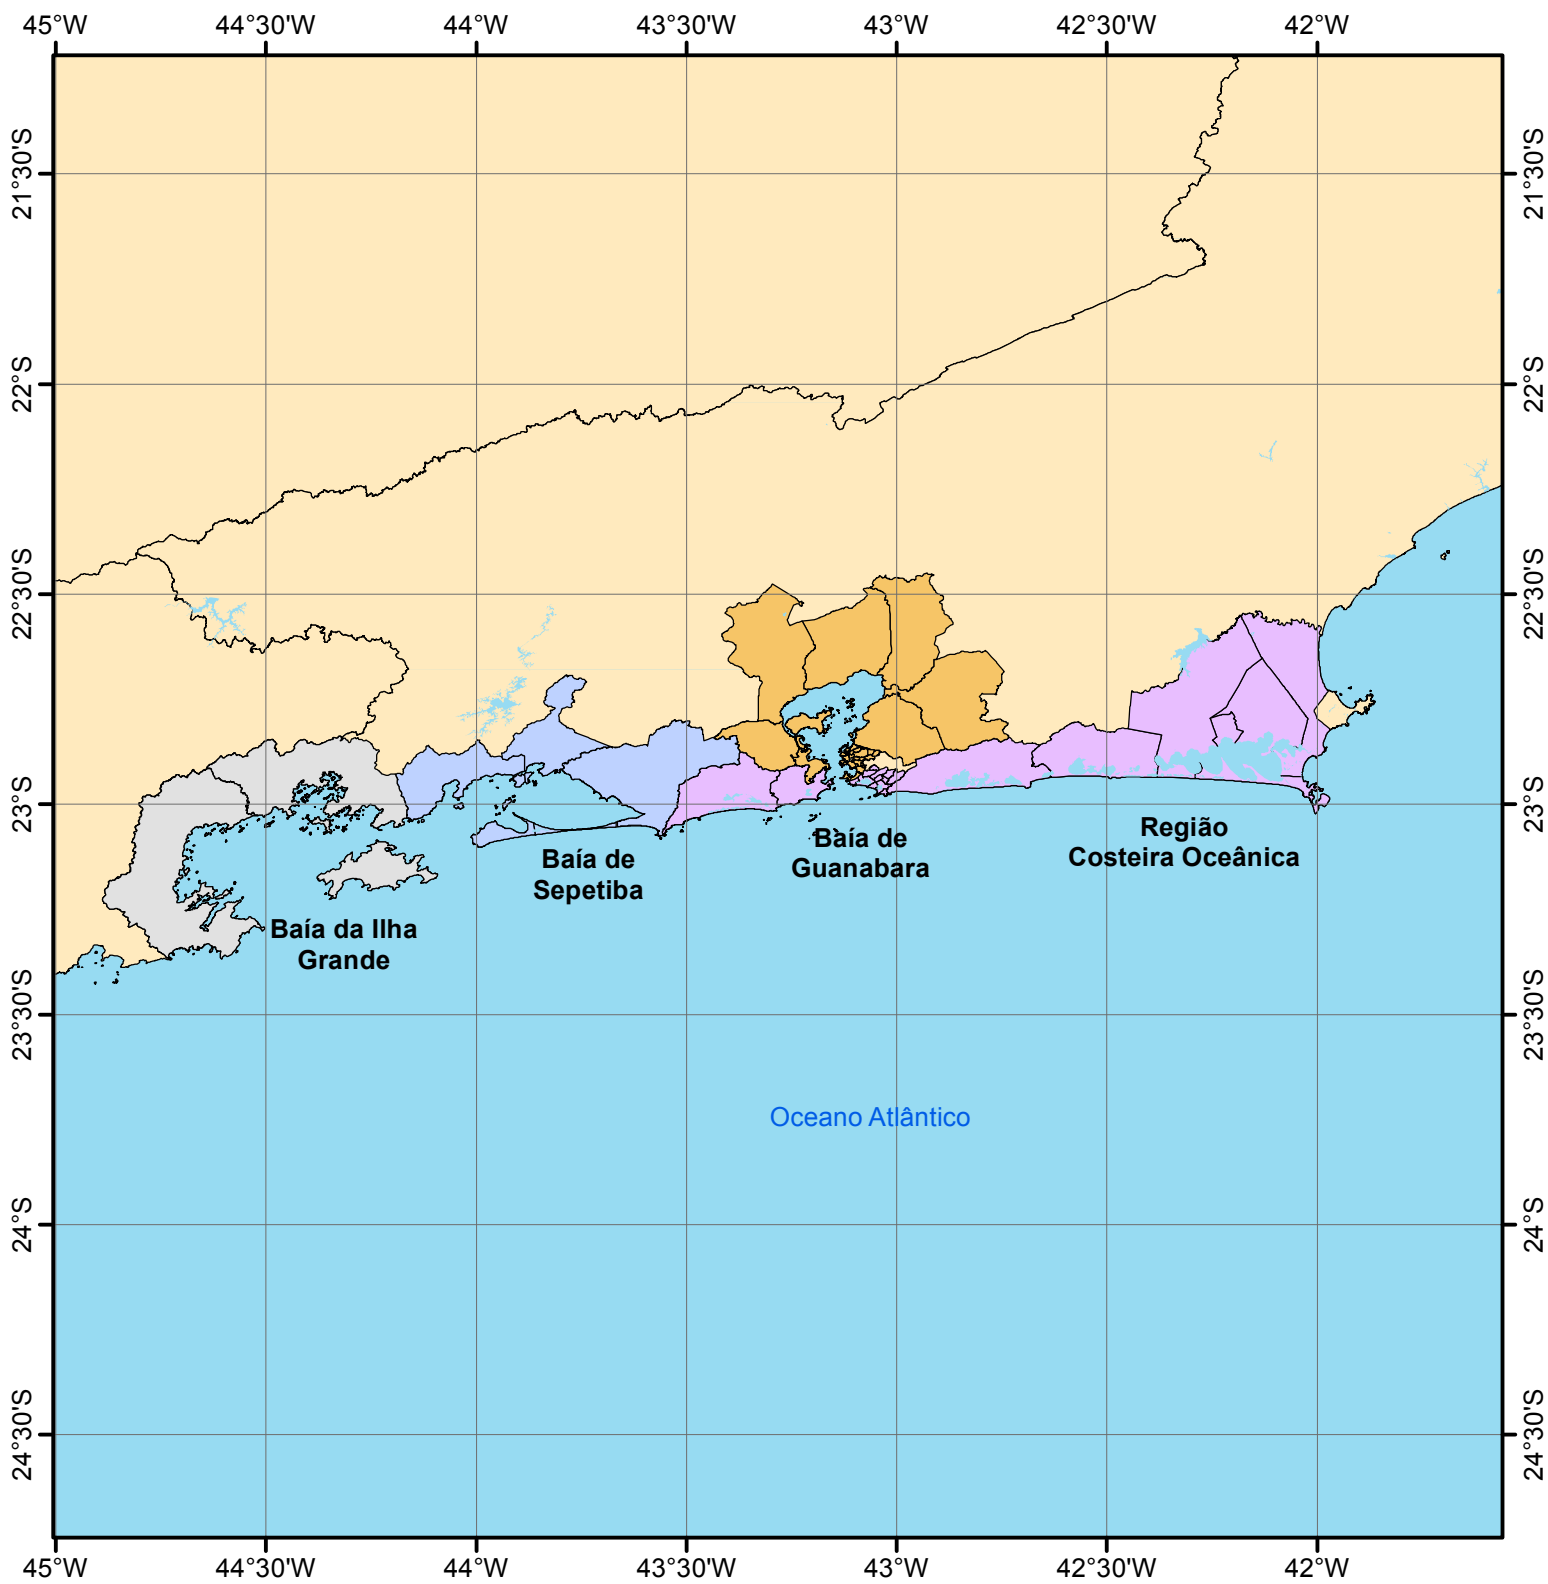 45°W 44°30'W 44°W 43°30'W 43°W 42°30'W 42°W
21°30'S 21°30'S
22°S 22°S
22°30'S 22°30'S
23°S 23°S
Região
Costeira Oceânica
Baía de
Guanabara
Baía de
Sepetiba
Baía da Ilha
Grande
23°30'S 23°30'S
Oceano Atlântico
24°S 24°S
24°30'S 24°30'S
45°W 44°30'W 44°W 43°30'W 43°W 42°30'W 42°W